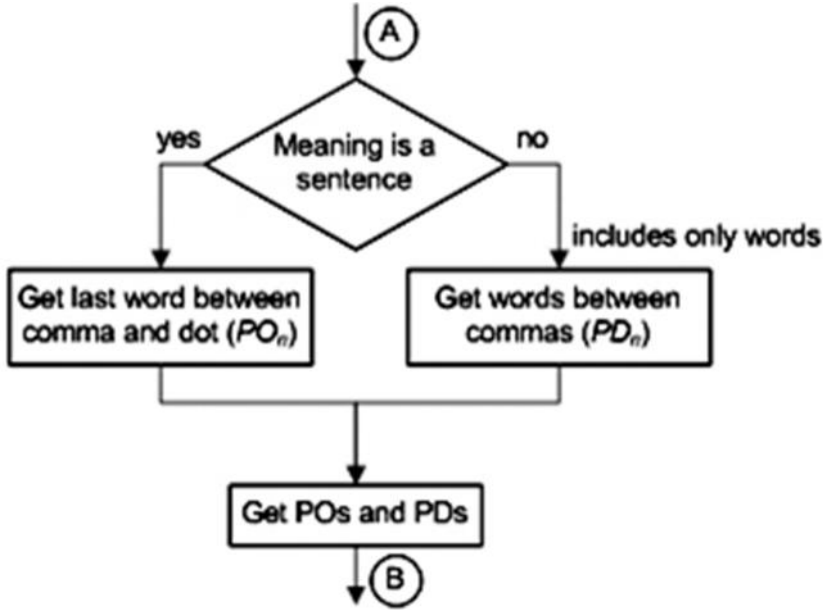 A
Meaning is a
sentence
yes
no
includes only words
Get last word between
comma and dot (POₙ)
Get words between
commas (PDₙ)
Get POs and PDs
B